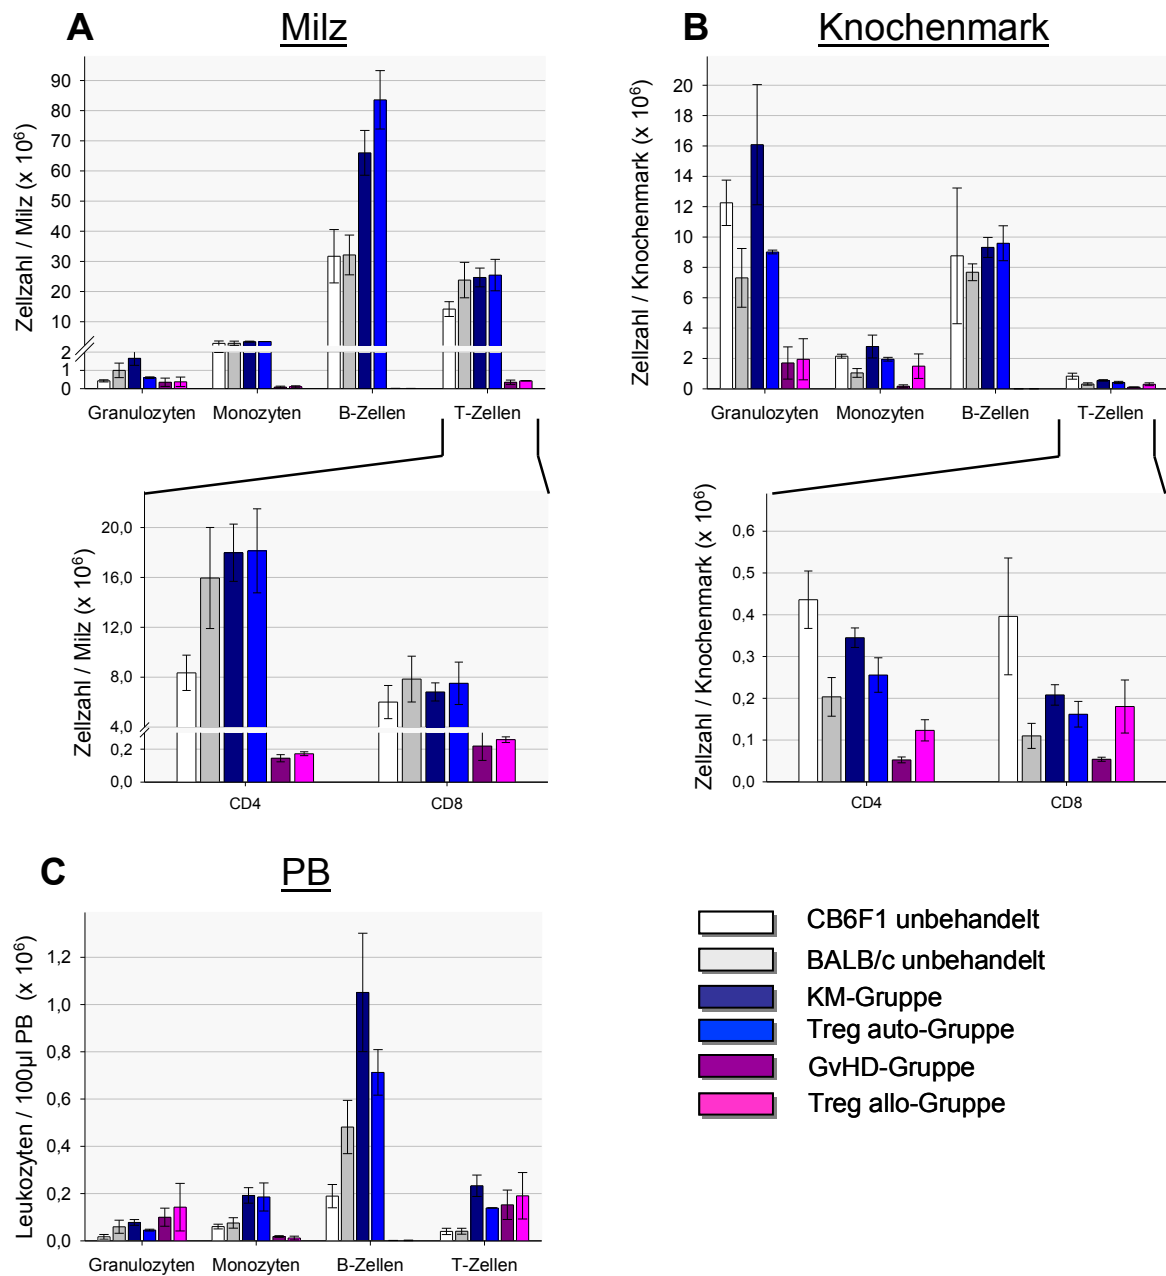 A Milz
Zellzahl / Milz (x 10⁶)
90
80
70
60
50
40
30
20
10
2
1
0
Granulozyten Monozyten B-Zellen T-Zellen
Zellzahl / Milz (x 10⁶)
20,0
16,0
12,0
8,0
4,0
0,2
0,0
CD4 CD8
B Knochenmark
Zellzahl / Knochenmark (x 10⁶)
20
18
16
14
12
10
8
6
4
2
0
Granulozyten Monozyten B-Zellen T-Zellen
Zellzahl / Knochenmark (x 10⁶)
0,6
0,5
0,4
0,3
0,2
0,1
0,0
CD4 CD8
C PB
Leukozyten / 100µl PB (x 10⁶)
1,2
1,0
0,8
0,6
0,4
0,2
0,0
Granulozyten Monozyten B-Zellen T-Zellen
CB6F1 unbehandelt
BALB/c unbehandelt
KM-Gruppe
Treg auto-Gruppe
GvHD-Gruppe
Treg allo-Gruppe